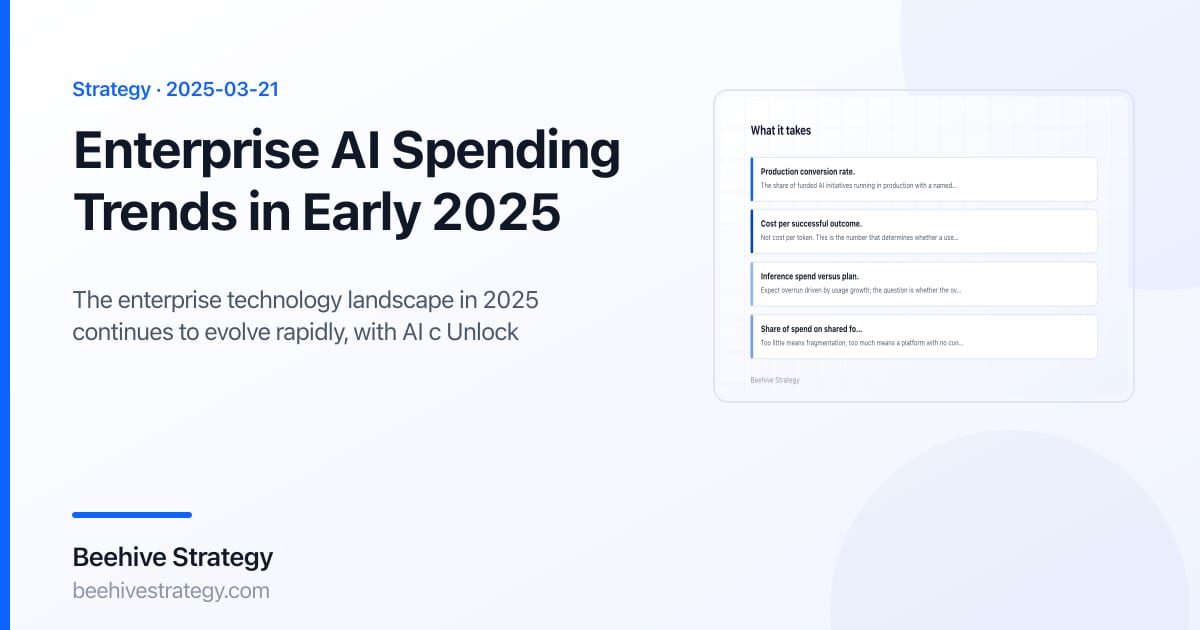 Strategy · 2025-03-21
Enterprise AI Spending
Trends in Early 2025
The enterprise technology landscape in 2025
continues to evolve rapidly, with AI c Unlock
What it takes
Production conversion rate.
The share of funded AI initiatives running in production with a named...
Cost per successful outcome.
Not cost per token. This is the number that determines whether a use...
Inference spend versus plan.
Expect overrun driven by usage growth; the question is whether the ov...
Share of spend on shared fo...
Too little means fragmentation; too much means a platform with no con...
Beehive Strategy
Beehive Strategy
beehivestrategy.com